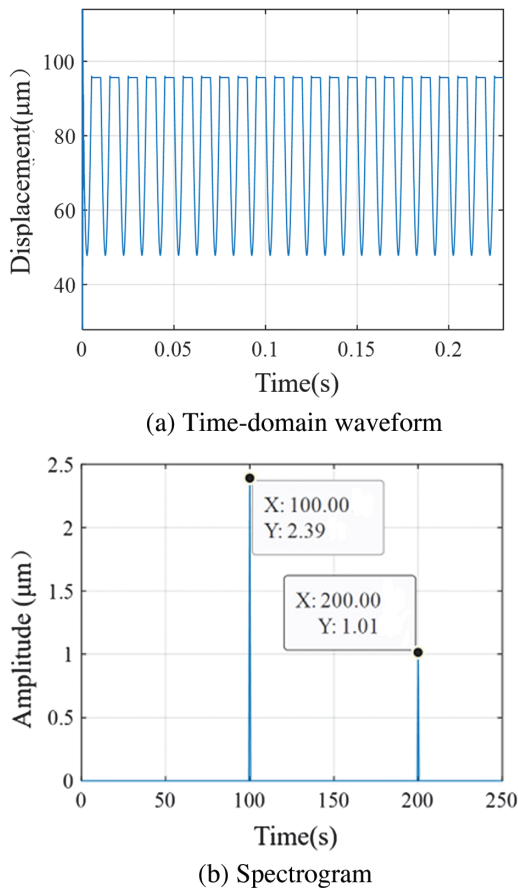 100
80
60
40
Displacement(μm)
0
0.05
0.1
0.15
0.2
Time(s)
(a) Time-domain waveform
2.5
2
1.5
1
0.5
0
Amplitude (μm)
X: 100.00
Y: 2.39
X: 200.00
Y: 1.01
0
50
100
150
200
250
Time(s)
(b) Spectrogram